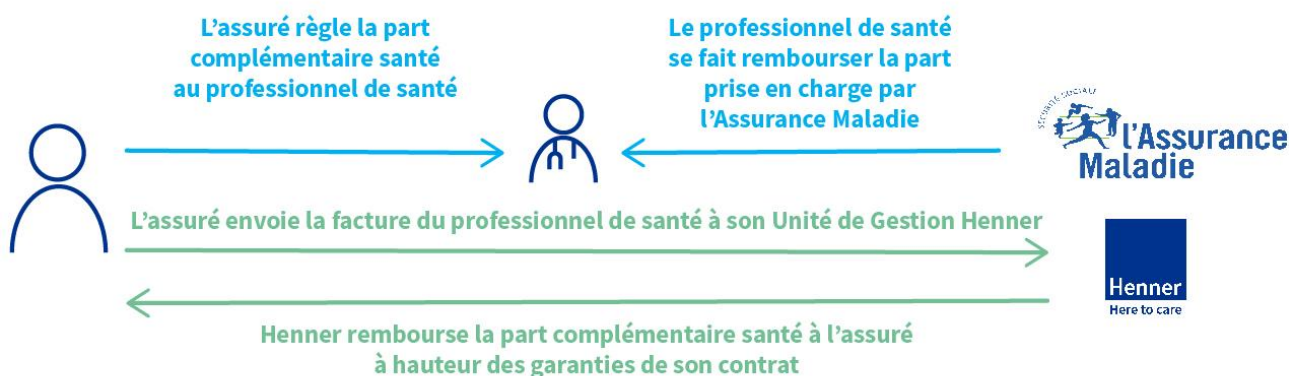 L'assuré règle la part
complémentaire santé
au professionnel de santé
Le professionnel de santé
se fait rembourser la part
prise en charge par
l'Assurance Maladie
SÉCURITÉ SOCIALE
l'Assurance
Maladie
L'assuré envoie la facture du professionnel de santé à son Unité de Gestion Henner
Henner
Here to care
Henner rembourse la part complémentaire santé à l'assuré
à hauteur des garanties de son contrat